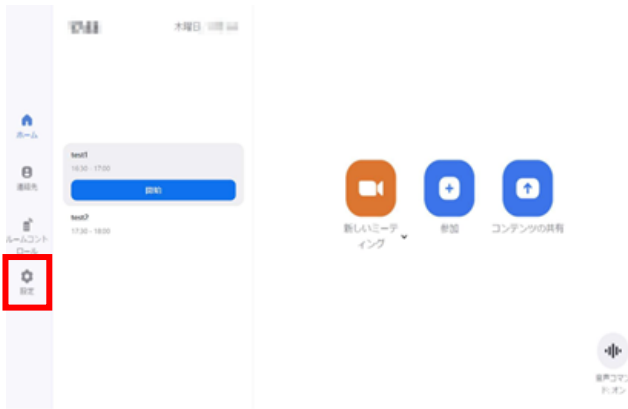 木曜日
ホーム
連絡先
ルームコント
ロール
設定
test1
16:30 - 17:00
開始
test2
17:30 - 18:00
新しいミーテ
ィング
参加
コンテンツの共有
音声コマン
ド: オン